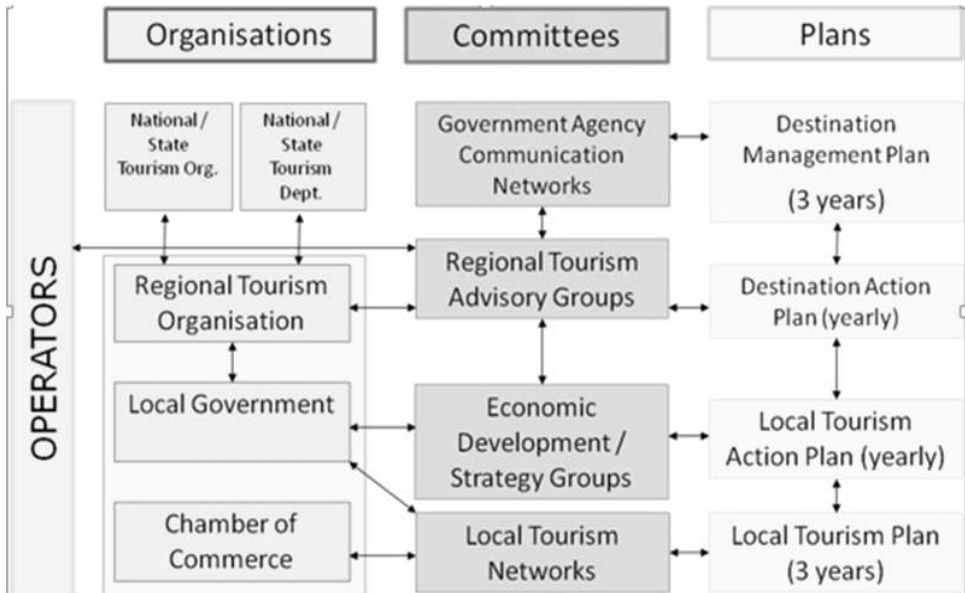 Organisations
Committees
Plans
OPERATORS
National /
State
Tourism Org.
National /
State
Tourism
Dept.
Government Agency
Communication
Networks
Destination
Management Plan
(3 years)
Regional Tourism
Organisation
Regional Tourism
Advisory Groups
Destination Action
Plan (yearly)
Local Government
Economic
Development /
Strategy Groups
Local Tourism
Action Plan (yearly)
Chamber of
Commerce
Local Tourism
Networks
Local Tourism Plan
(3 years)